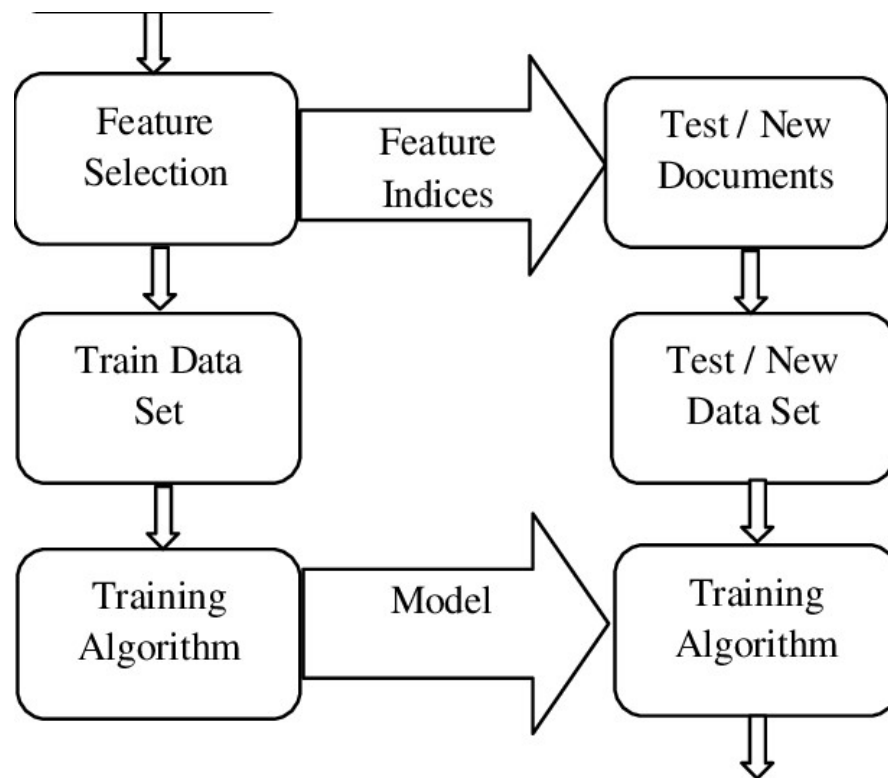 Feature
Selection
Feature
Indices
Test / New
Documents
Train Data
Set
Test / New
Data Set
Training
Algorithm
Model
Training
Algorithm